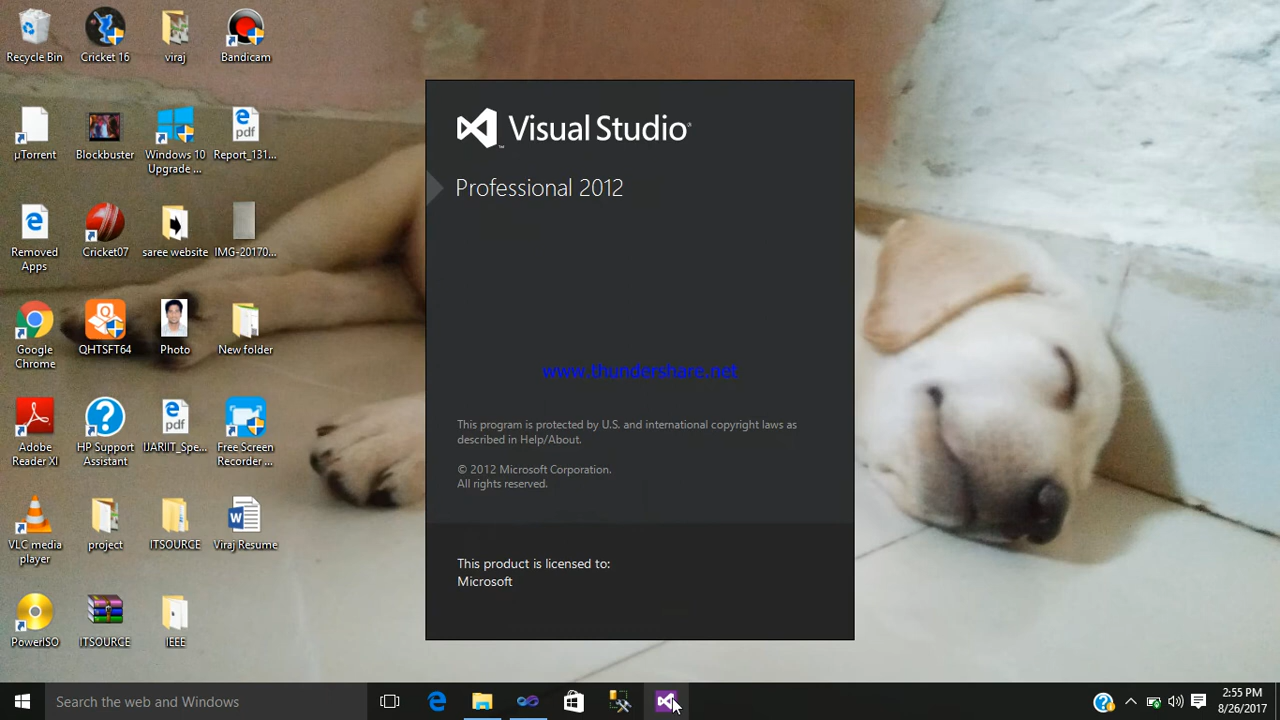 Recycle Bin
Cricket 16
viraj
Bandicam
µTorrent
Blockbuster
Windows 10
Upgrade ...
Report_131...
Removed
Apps
Cricket07
saree website
IMG-20170...
Google
Chrome
QHTSFT64
Photo
New folder
Adobe
Reader XI
HP Support
Assistant
IJARIIT_Spe...
Free Screen
Recorder ...
VLC media
player
project
ITSOURCE
Viraj Resume
PowerISO
ITSOURCE
IEEE
Visual Studio®
Professional 2012
www.thundershare.net
This program is protected by U.S. and international copyright laws as
described in Help/About.
© 2012 Microsoft Corporation.
All rights reserved.
This product is licensed to:
Microsoft
Search the web and Windows
2:55 PM
8/26/2017